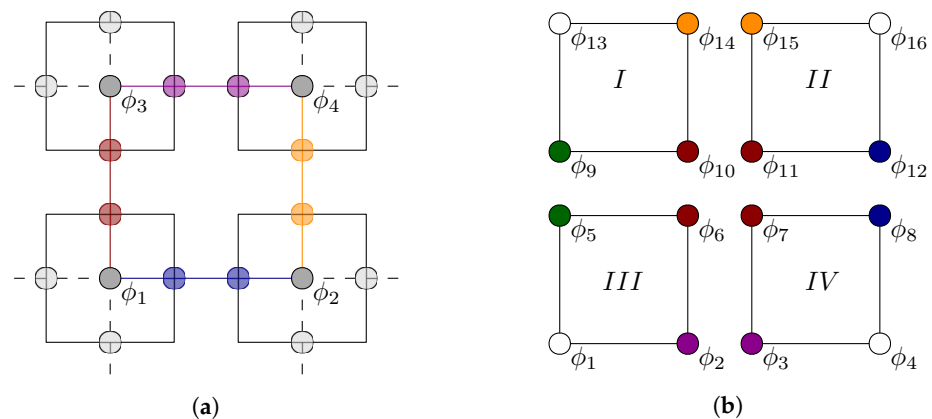 ϕ₃ ϕ₄
ϕ₁ ϕ₂
(a)
ϕ₁₃ ϕ₁₄ ϕ₁₅ ϕ₁₆
I II
ϕ₉ ϕ₁₀ ϕ₁₁ ϕ₁₂
ϕ₅ ϕ₆ ϕ₇ ϕ₈
III IV
ϕ₁ ϕ₂ ϕ₃ ϕ₄
(b)